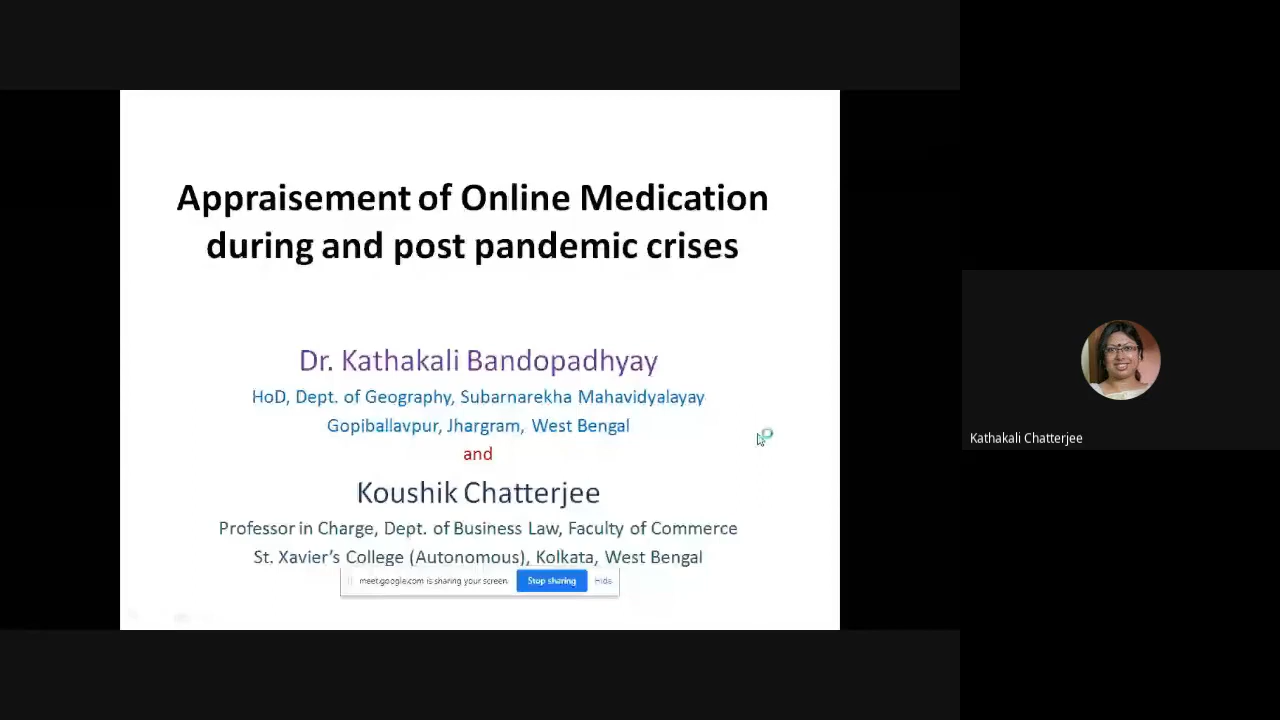 Appraisement of Online Medication
during and post pandemic crises
Dr. Kathakali Bandopadhyay
HoD, Dept. of Geography, Subarnarekha Mahavidyalayay
Gopiballavpur, Jhargram, West Bengal
and
Koushik Chatterjee
Professor in Charge, Dept. of Business Law, Faculty of Commerce
St. Xavier’s College (Autonomous), Kolkata, West Bengal
meet.google.com is sharing your screen. Stop sharing Hide
Kathakali Chatterjee